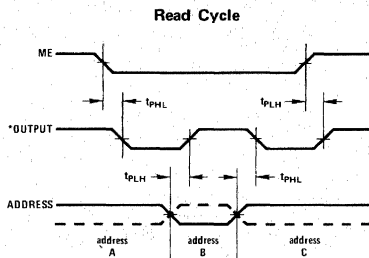 Read Cycle
ME
tPHL
tPLH
*OUTPUT
tPLH
tPHL
ADDRESS
address A
address B
address C